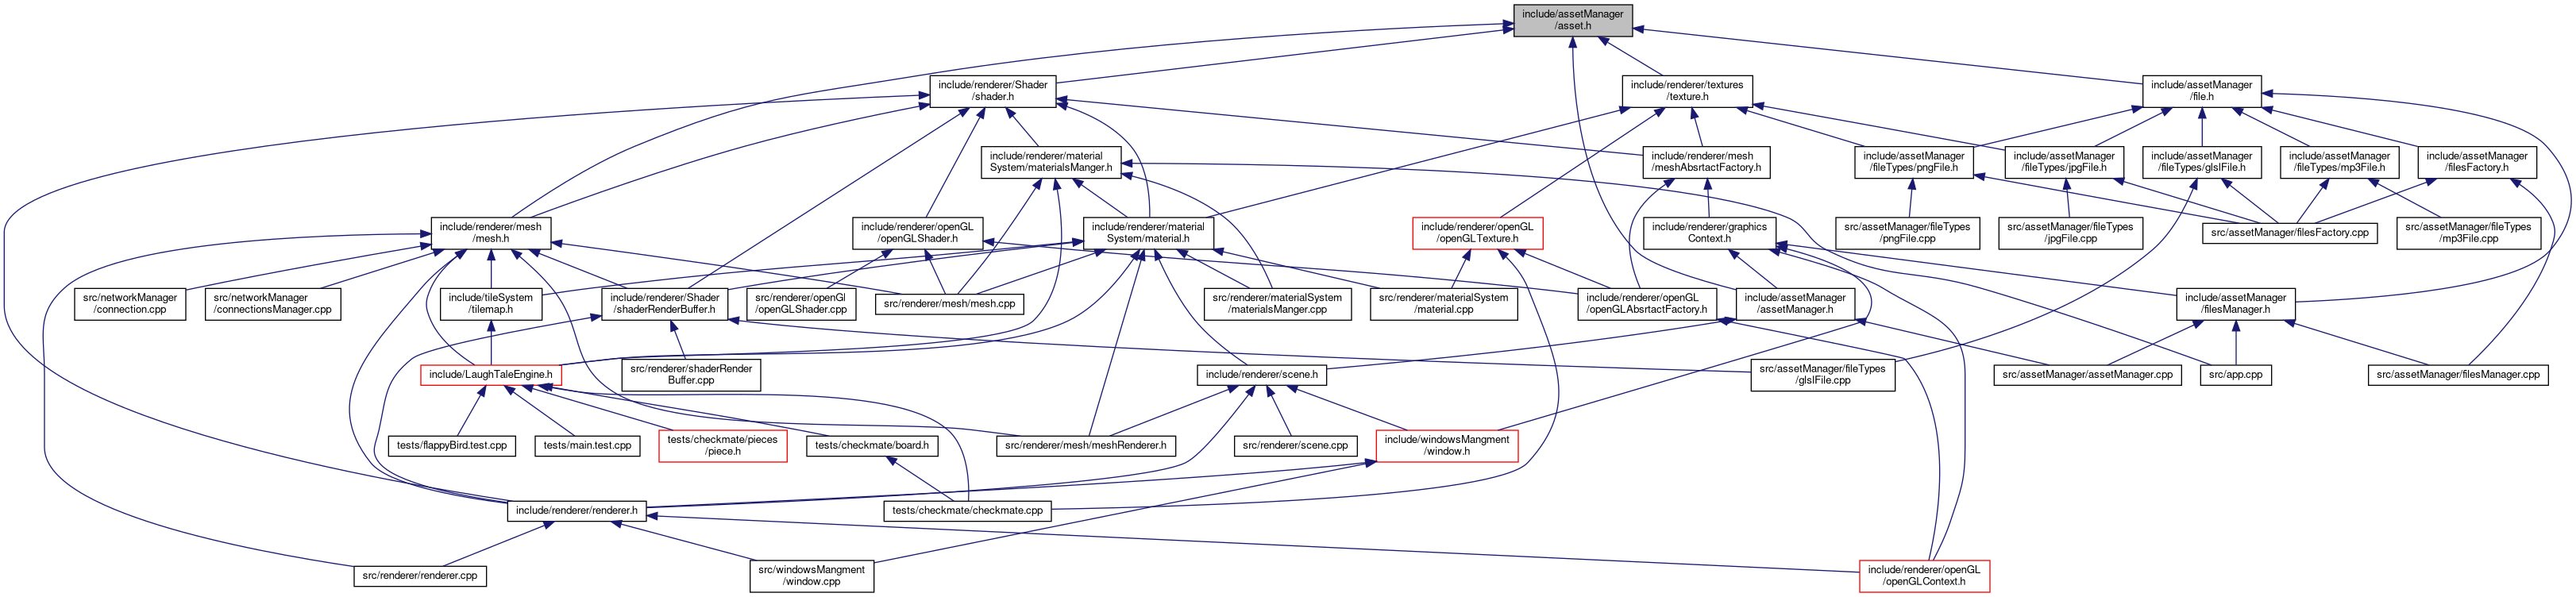 include/assetManager
/asset.h
include/renderer/Shader
/shader.h
include/renderer/textures
/texture.h
include/assetManager
/file.h
include/renderer/material
System/materialsManger.h
include/renderer/mesh
/meshAbsrtactFactory.h
include/assetManager
/fileTypes/pngFile.h
include/assetManager
/fileTypes/jpgFile.h
include/assetManager
/fileTypes/glslFile.h
include/assetManager
/fileTypes/mp3File.h
include/assetManager
/filesFactory.h
include/renderer/mesh
/mesh.h
include/renderer/openGL
/openGLShader.h
include/renderer/material
System/material.h
include/renderer/openGL
/openGLTexture.h
include/renderer/graphics
Context.h
src/assetManager/fileTypes
/pngFile.cpp
src/assetManager/fileTypes
/jpgFile.cpp
src/assetManager/filesFactory.cpp
src/assetManager/fileTypes
/mp3File.cpp
src/networkManager
/connection.cpp
src/networkManager
/connectionsManager.cpp
include/tileSystem
/tilemap.h
include/renderer/Shader
/shaderRenderBuffer.h
src/renderer/openGl
/openGLShader.cpp
src/renderer/mesh/mesh.cpp
src/renderer/materialSystem
/materialsManger.cpp
src/renderer/materialSystem
/material.cpp
include/renderer/openGL
/openGLAbsrtactFactory.h
include/assetManager
/assetManager.h
include/assetManager
/filesManager.h
include/LaughTaleEngine.h
src/renderer/shaderRender
Buffer.cpp
include/renderer/scene.h
src/assetManager/fileTypes
/glslFile.cpp
src/assetManager/assetManager.cpp
src/app.cpp
src/assetManager/filesManager.cpp
tests/flappyBird.test.cpp
tests/main.test.cpp
tests/checkmate/pieces
/piece.h
tests/checkmate/board.h
src/renderer/mesh/meshRenderer.h
src/renderer/scene.cpp
include/windowsMangment
/window.h
include/renderer/renderer.h
tests/checkmate/checkmate.cpp
src/renderer/renderer.cpp
src/windowsMangment
/window.cpp
include/renderer/openGL
/openGLContext.h